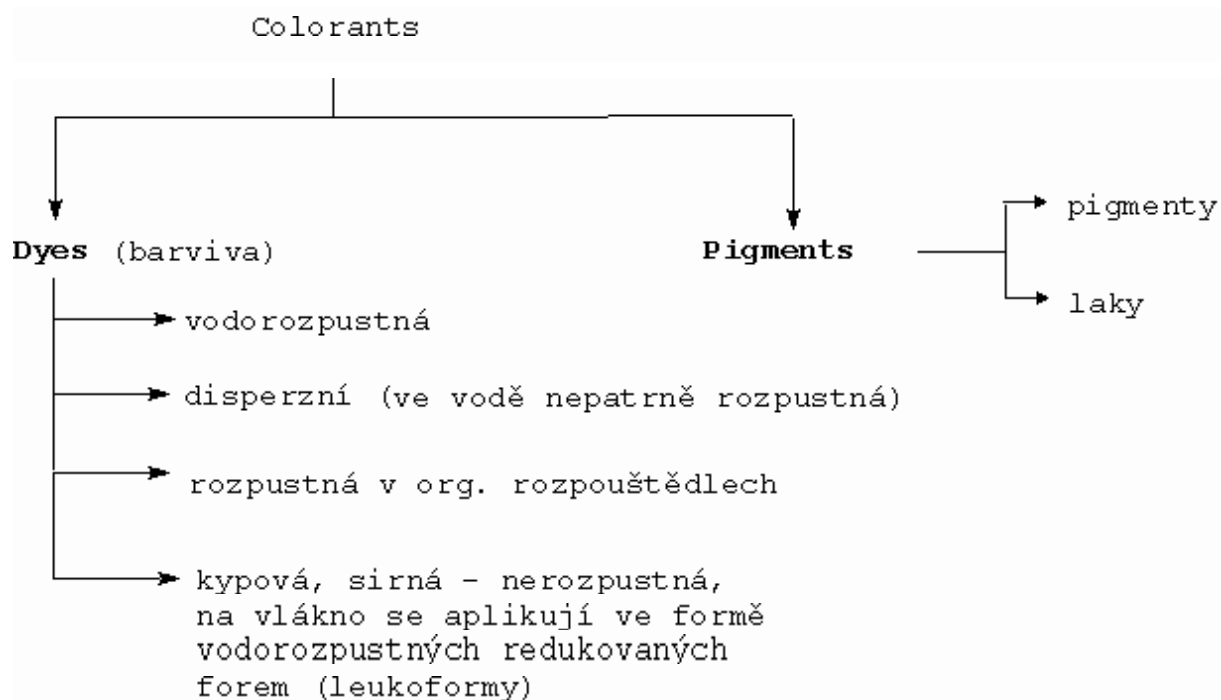 Colorants
Dyes (barviva)
Pigments
pigmenty
laky
vodorozpustná
disperzní (ve vodě nepatrně rozpustná)
rozpustná v org. rozpouštědlech
kypová, sirná – nerozpustná,
na vlákno se aplikují ve formě
vodorozpustných redukovaných
forem (leukoformy)